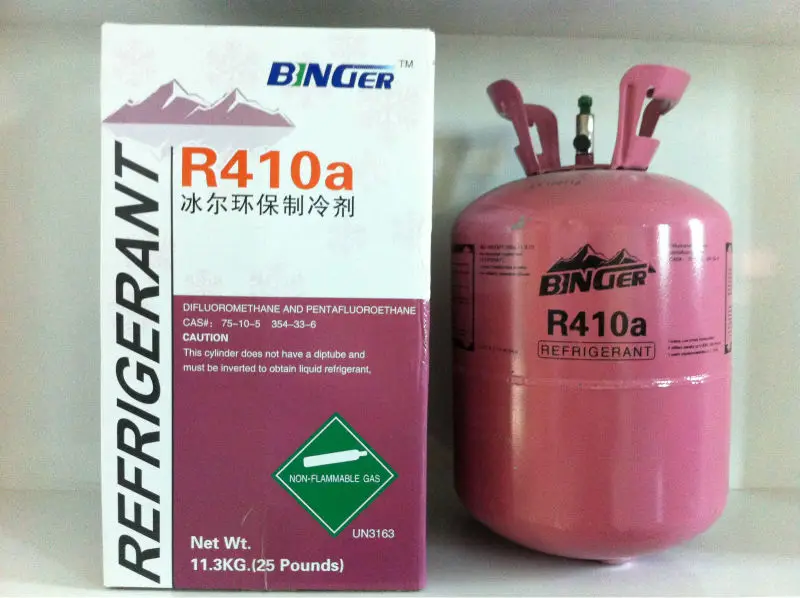 BINGER™
REFRIGERANT
R410a
冰尔环保制冷剂
DIFLUOROMETHANE AND PENTAFLUOROETHANE
CAS#: 75-10-5 354-33-6
CAUTION
This cylinder does not have a diptube and
must be inverted to obtain liquid refrigerant,
NON-FLAMMABLE GAS
UN3163
Net Wt.
11.3KG.(25 Pounds)
BINGER
R410a
REFRIGERANT